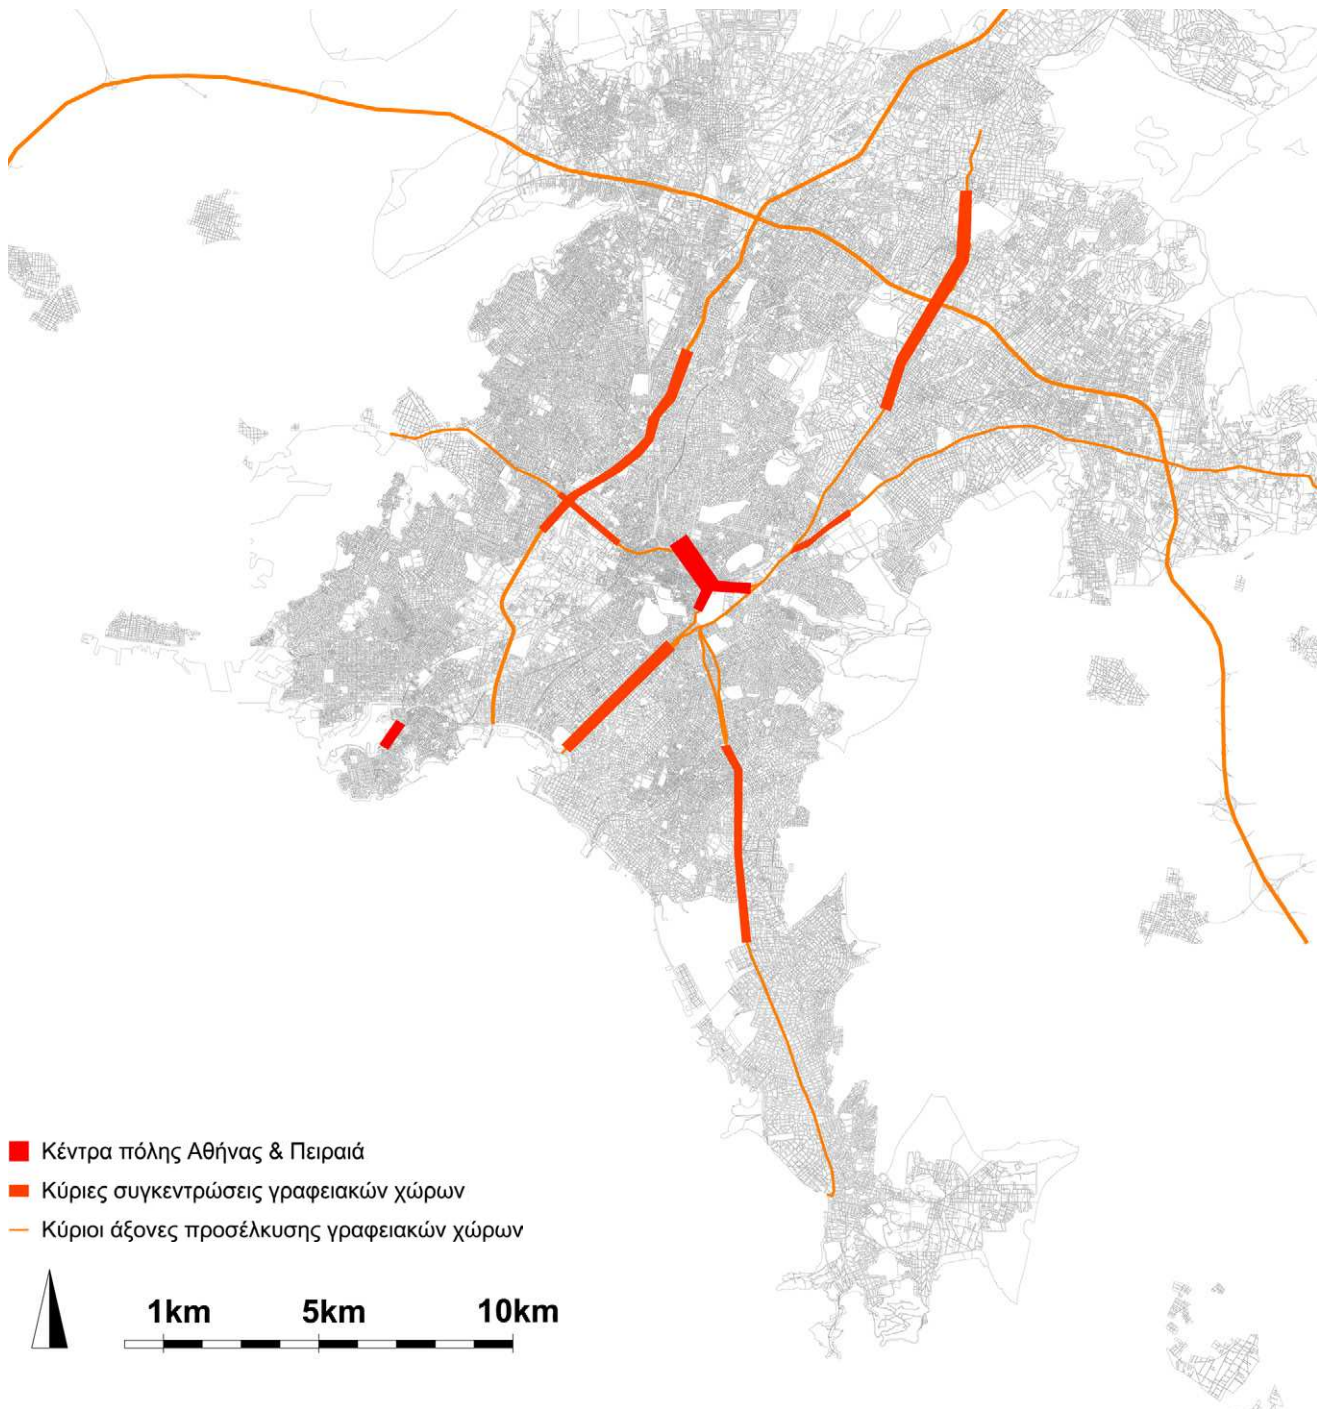 Κέντρα πόλης Αθήνας & Πειραιά
Κύριες συγκεντρώσεις γραφειακών χώρων
Κύριοι άξονες προσέλκυσης γραφειακών χώρων
1km 5km 10km